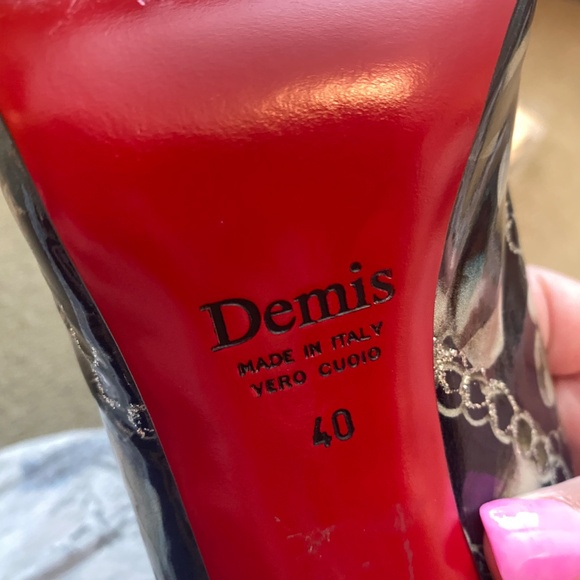 Demis
MADE IN ITALY
VERO CUOIO
40